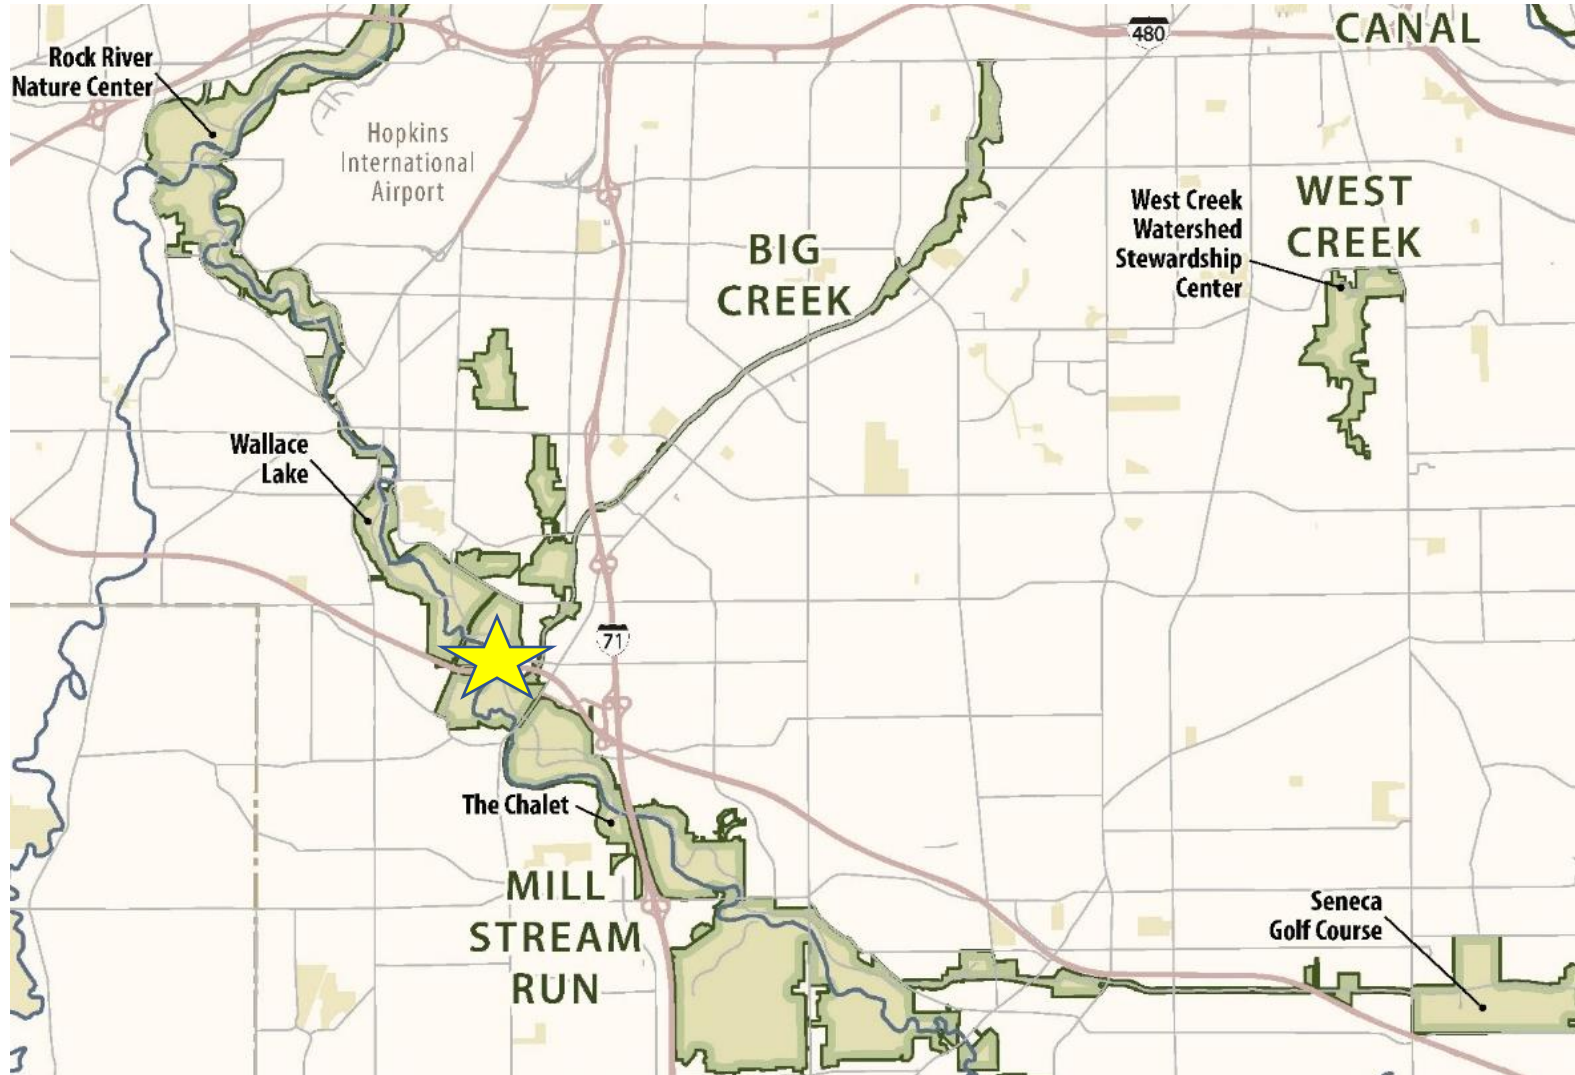 480
CANAL
Rock River
Nature Center
Hopkins
International
Airport
WEST
CREEK
West Creek
Watershed
Stewardship
Center
BIG
CREEK
Wallace
Lake
71
The Chalet
MILL
STREAM
RUN
Seneca
Golf Course